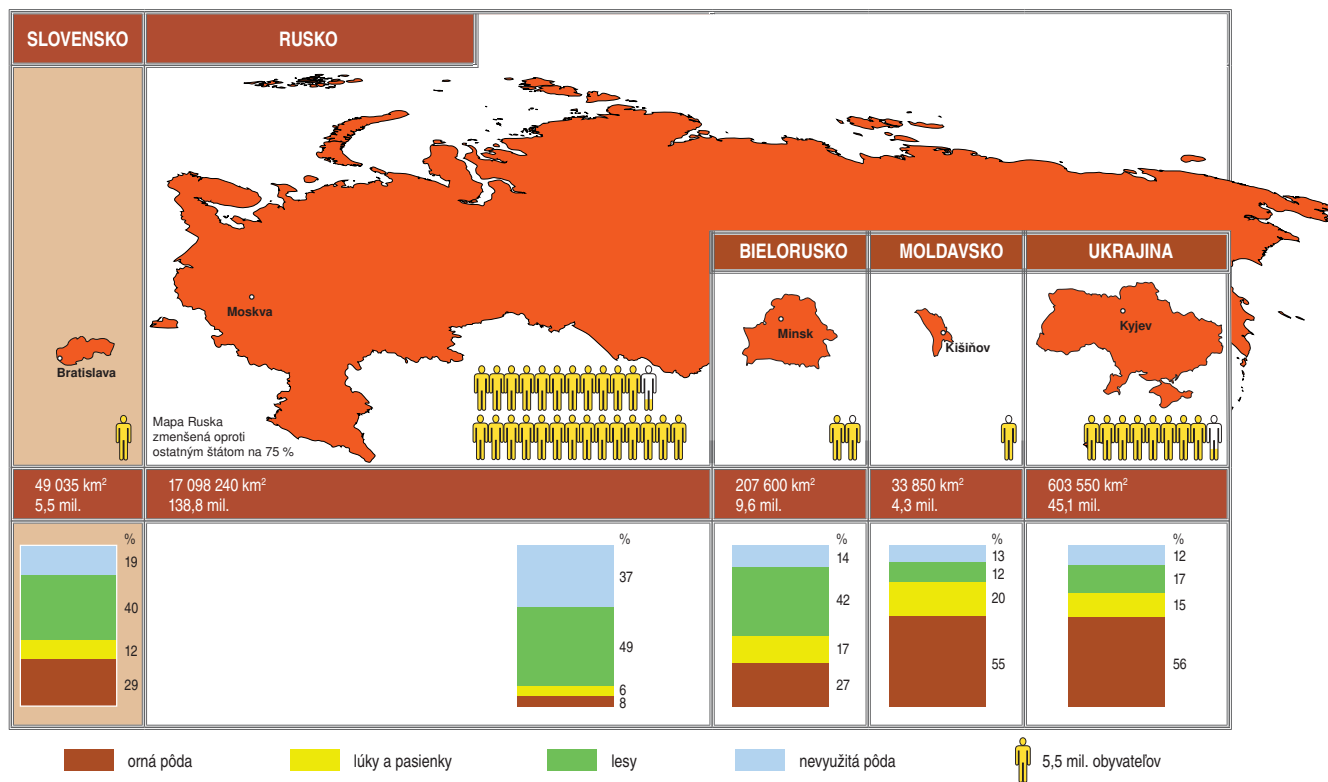 SLOVENSKO
RUSKO
BIELORUSKO
MOLDAVSKO
UKRAJINA
Moskva
Bratislava
Minsk
Kišiňov
Kyjev
Mapa Ruska
zmenšená oproti
ostatným štátom na 75 %
49 035 km²
5,5 mil.
17 098 240 km²
138,8 mil.
207 600 km²
9,6 mil.
33 850 km²
4,3 mil.
603 550 km²
45,1 mil.
%
19
40
12
29
%
37
49
6
8
%
14
42
17
27
%
13
12
20
55
%
12
17
15
56
orná pôda
lúky a pasienky
lesy
nevyužitá pôda
5,5 mil. obyvateľov